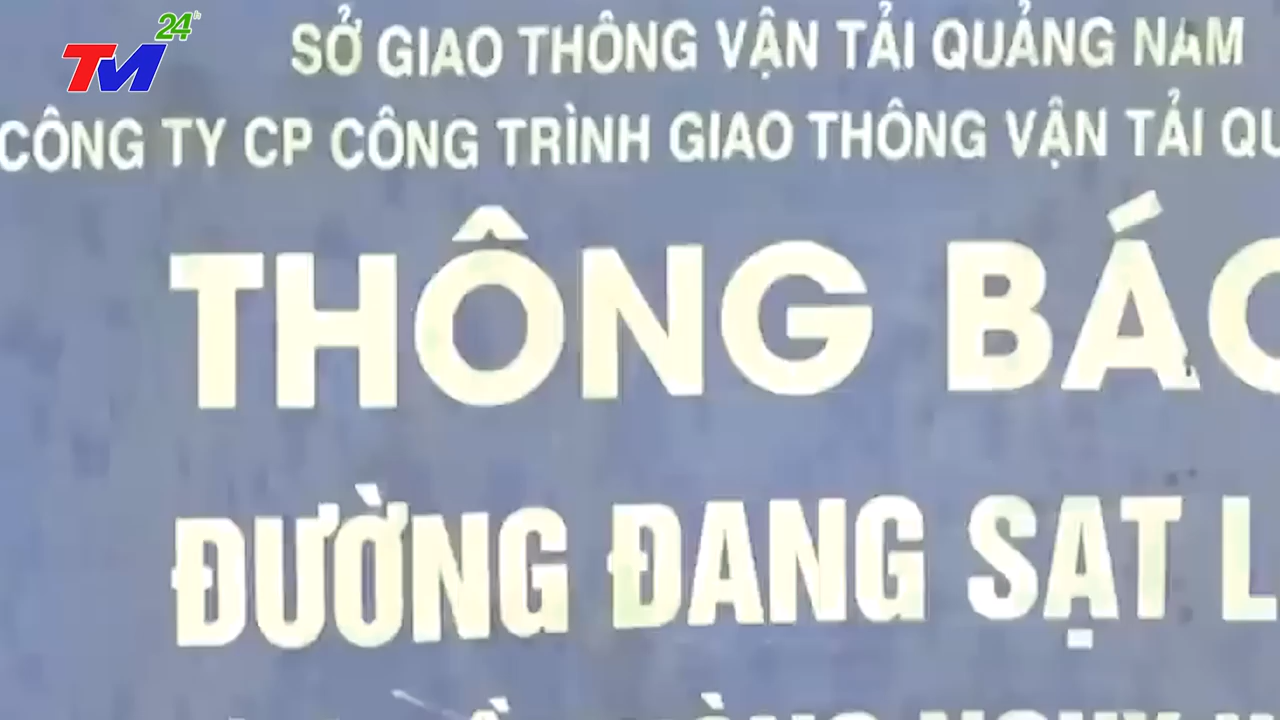 TM 24h
SỞ GIAO THÔNG VẬN TẢI QUẢNG NAM
CÔNG TY CP CÔNG TRÌNH GIAO THÔNG VẬN TẢI QU
THÔNG BÁO
ĐƯỜNG ĐANG SẠT L